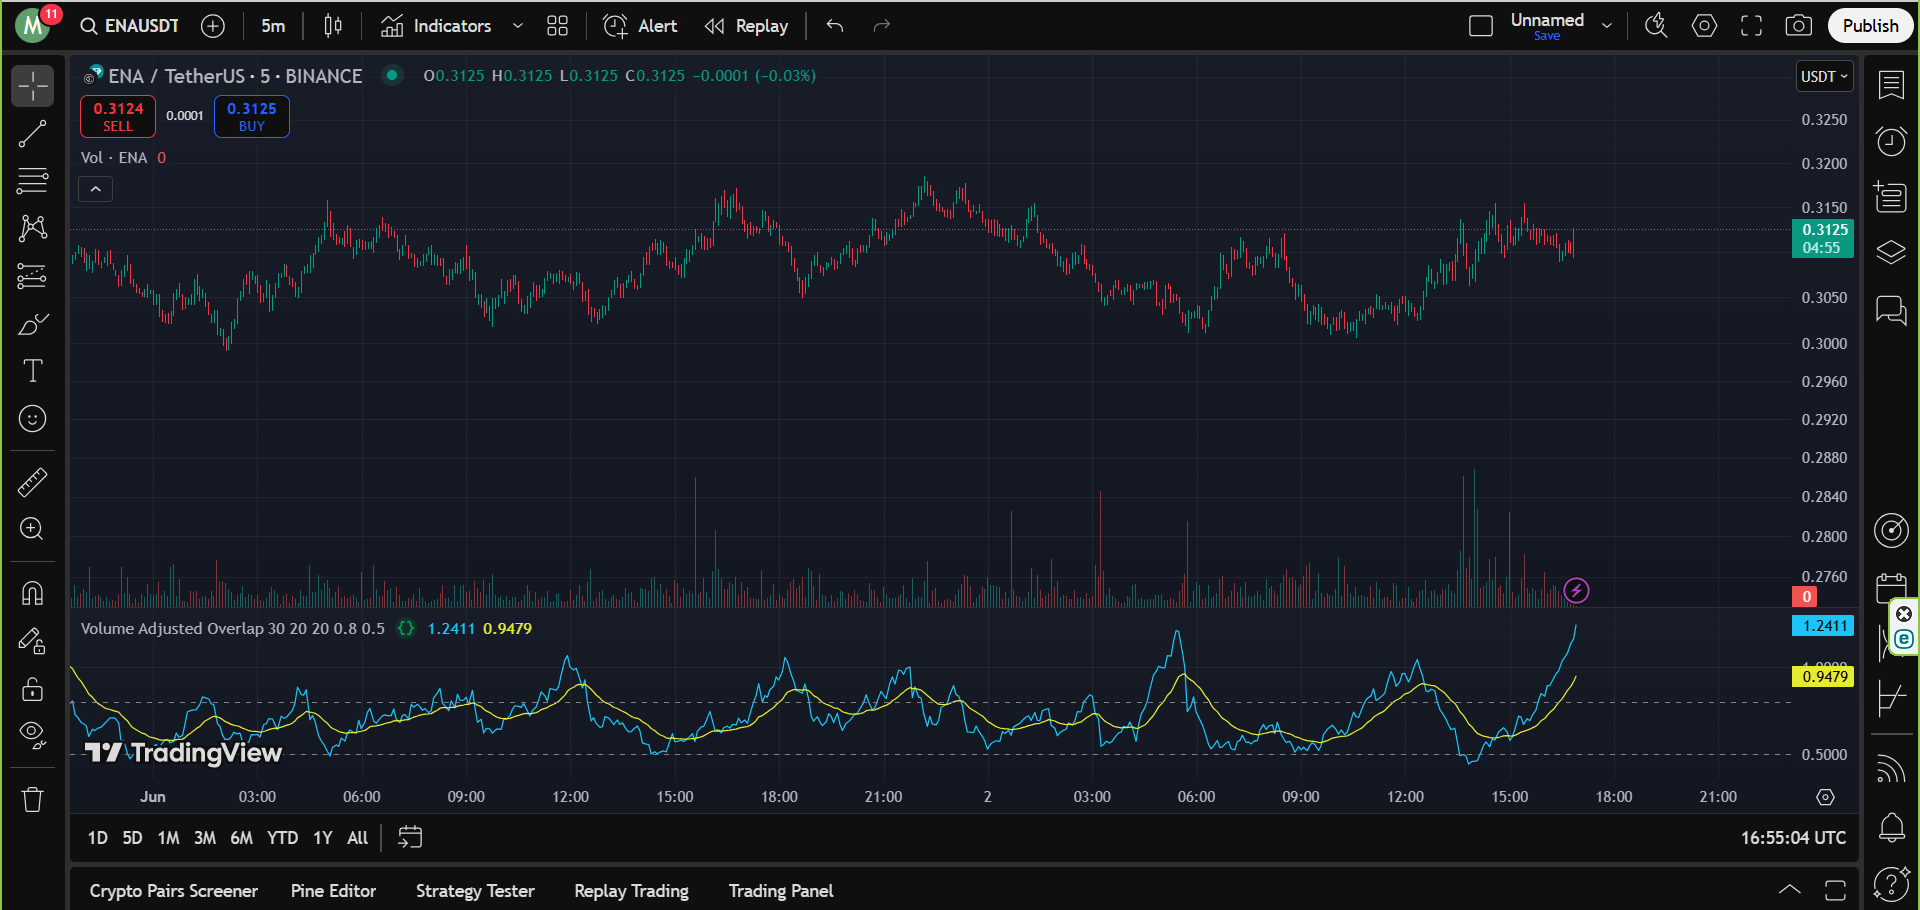 M 11 ENAUSDT 5m Indicators Alert Replay Unnamed Save Publish
ENA / TetherUS · 5 · BINANCE O0.3125 H0.3125 L0.3125 C0.3125 −0.0001 (−0.03%)
USDT
0.3124 SELL 0.0001 0.3125 BUY
Vol · ENA 0
0.3250
0.3200
0.3150
0.3125
04:55
0.3050
0.3000
0.2960
0.2920
0.2880
0.2840
0.2800
0.2760
0
Volume Adjusted Overlap 30 20 20 0.8 0.5 {} 1.2411 0.9479
1.2411
0.9479
0.5000
TradingView
Jun 03:00 06:00 09:00 12:00 15:00 18:00 21:00 2 03:00 06:00 09:00 12:00 15:00 18:00 21:00
1D 5D 1M 3M 6M YTD 1Y All
16:55:04 UTC
Crypto Pairs Screener Pine Editor Strategy Tester Replay Trading Trading Panel